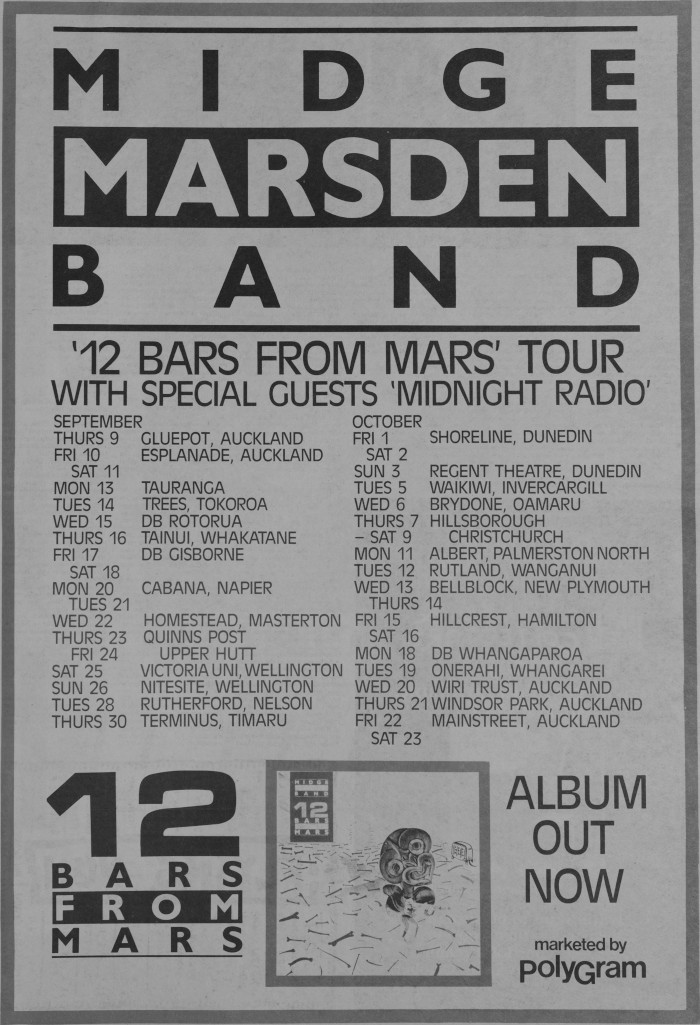 MIDGE
MARSDEN
BAND
'12 BARS FROM MARS' TOUR
WITH SPECIAL GUESTS 'MIDNIGHT RADIO'
SEPTEMBER
THURS 9 GLUEPOT, AUCKLAND
FRI 10 ESPLANADE, AUCKLAND
SAT 11
MON 13 TAURANGA
TUES 14 TREES, TOKOROA
WED 15 DB ROTORUA
THURS 16 TAINUI, WHAKATANE
FRI 17 DB GISBORNE
SAT 18
MON 20 CABANA, NAPIER
TUES 21
WED 22 HOMESTEAD, MASTERTON
THURS 23 QUINNS POST
FRI 24 UPPER HUTT
SAT 25 VICTORIA UNI, WELLINGTON
SUN 26 NITESITE, WELLINGTON
TUES 28 RUTHERFORD, NELSON
THURS 30 TERMINUS, TIMARU
OCTOBER
FRI 1 SHORELINE, DUNEDIN
SAT 2
SUN 3 REGENT THEATRE, DUNEDIN
TUES 5 WAIKIWI, INVERCARGILL
WED 6 BRYDONE, OAMARU
THURS 7 HILLSBOROUGH
– SAT 9 CHRISTCHURCH
MON 11 ALBERT, PALMERSTON NORTH
TUES 12 RUTLAND, WANGANUI
WED 13 BELLBLOCK, NEW PLYMOUTH
THURS 14
FRI 15 HILLCREST, HAMILTON
SAT 16
MON 18 DB WHANGAPAROA
TUES 19 ONERAHI, WHANGAREI
WED 20 WIRI TRUST, AUCKLAND
THURS 21 WINDSOR PARK, AUCKLAND
FRI 22 MAINSTREET, AUCKLAND
SAT 23
12
BARS
FROM
MARS
MIDGE
BAND
12
BARS
MARS
ALBUM
OUT
NOW
marketed by
polyGram